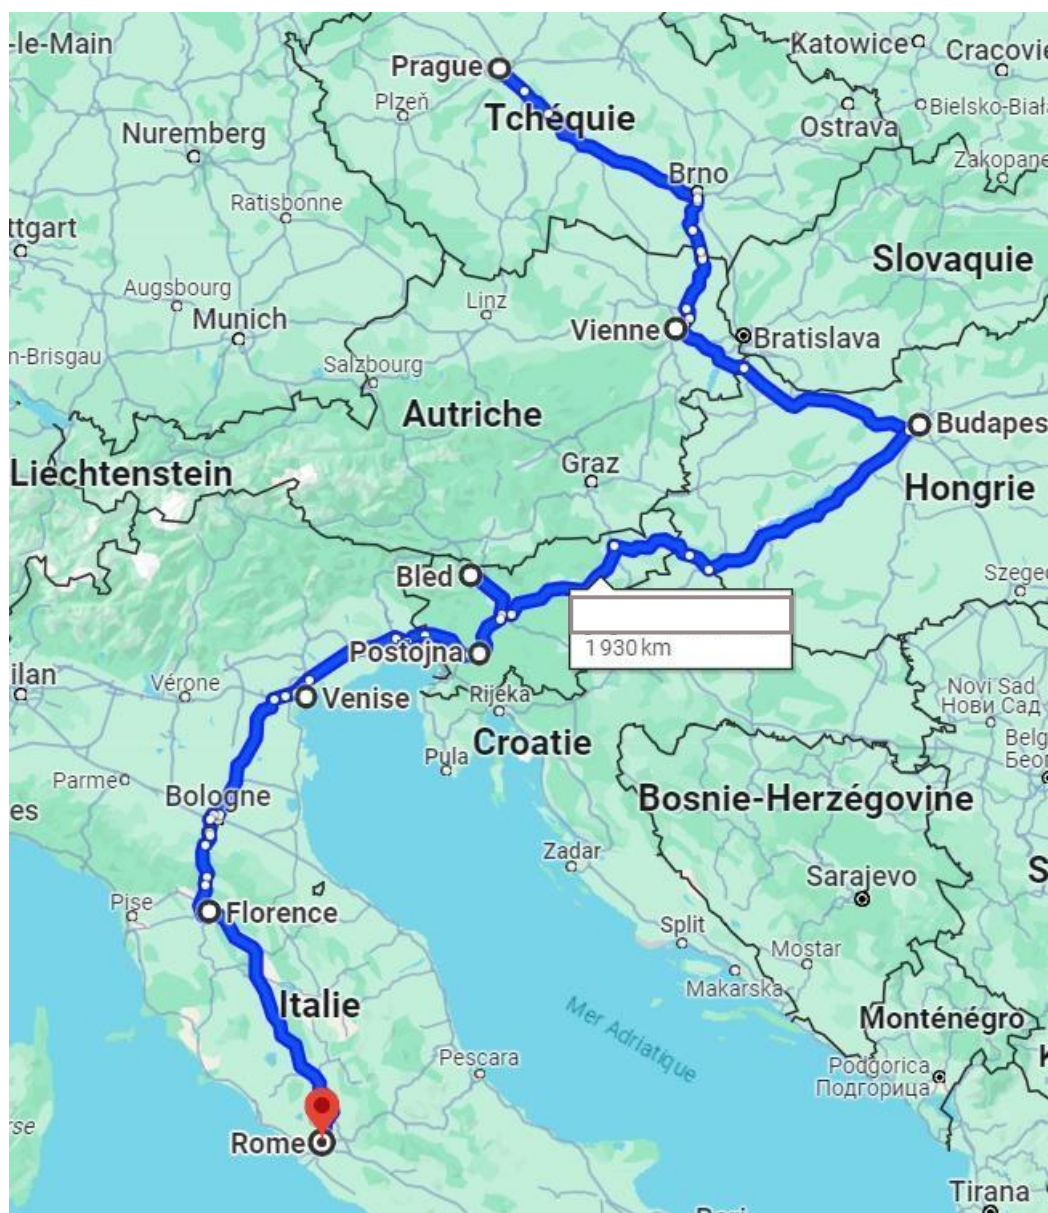 -le-Main
Katowice
Cracovie
Prague
Plzeň
Tchéquie
Bielsko-Biała
Ostrava
Nuremberg
Zakopane
Brno
Ratisbonne
ttgart
Slovaquie
Augsbourg
Linz
Munich
Vienne
Bratislava
n-Brisgau
Salzbourg
Autriche
Budapes
Liechtenstein
Graz
Hongrie
Bled
Szege
1 930 km
Postojna
ilan
Vérone
Venise
Rijeka
Novi Sad
Нови Сад
Croatie
Belg
Беог
Pula
Parme
Bologne
Bosnie-Herzégovine
es
Zadar
Sarajevo
S
Pise
Florence
Split
Mostar
Makarska
Italie
Mer Adriatique
Monténégro
K
Pescara
Podgorica
Подгорица
rse
Rome
Tirana